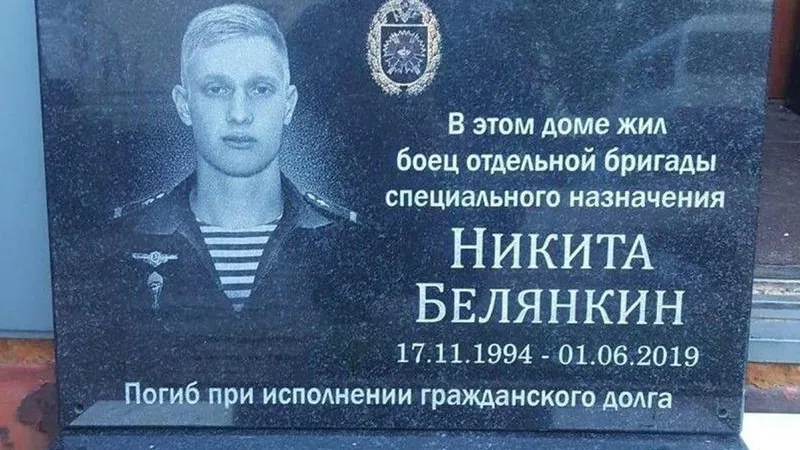 В этом доме жил
боец отдельной бригады
специального назначения
НИКИТА
БЕЛЯНКИН
17.11.1994 - 01.06.2019
Погиб при исполнении гражданского долга